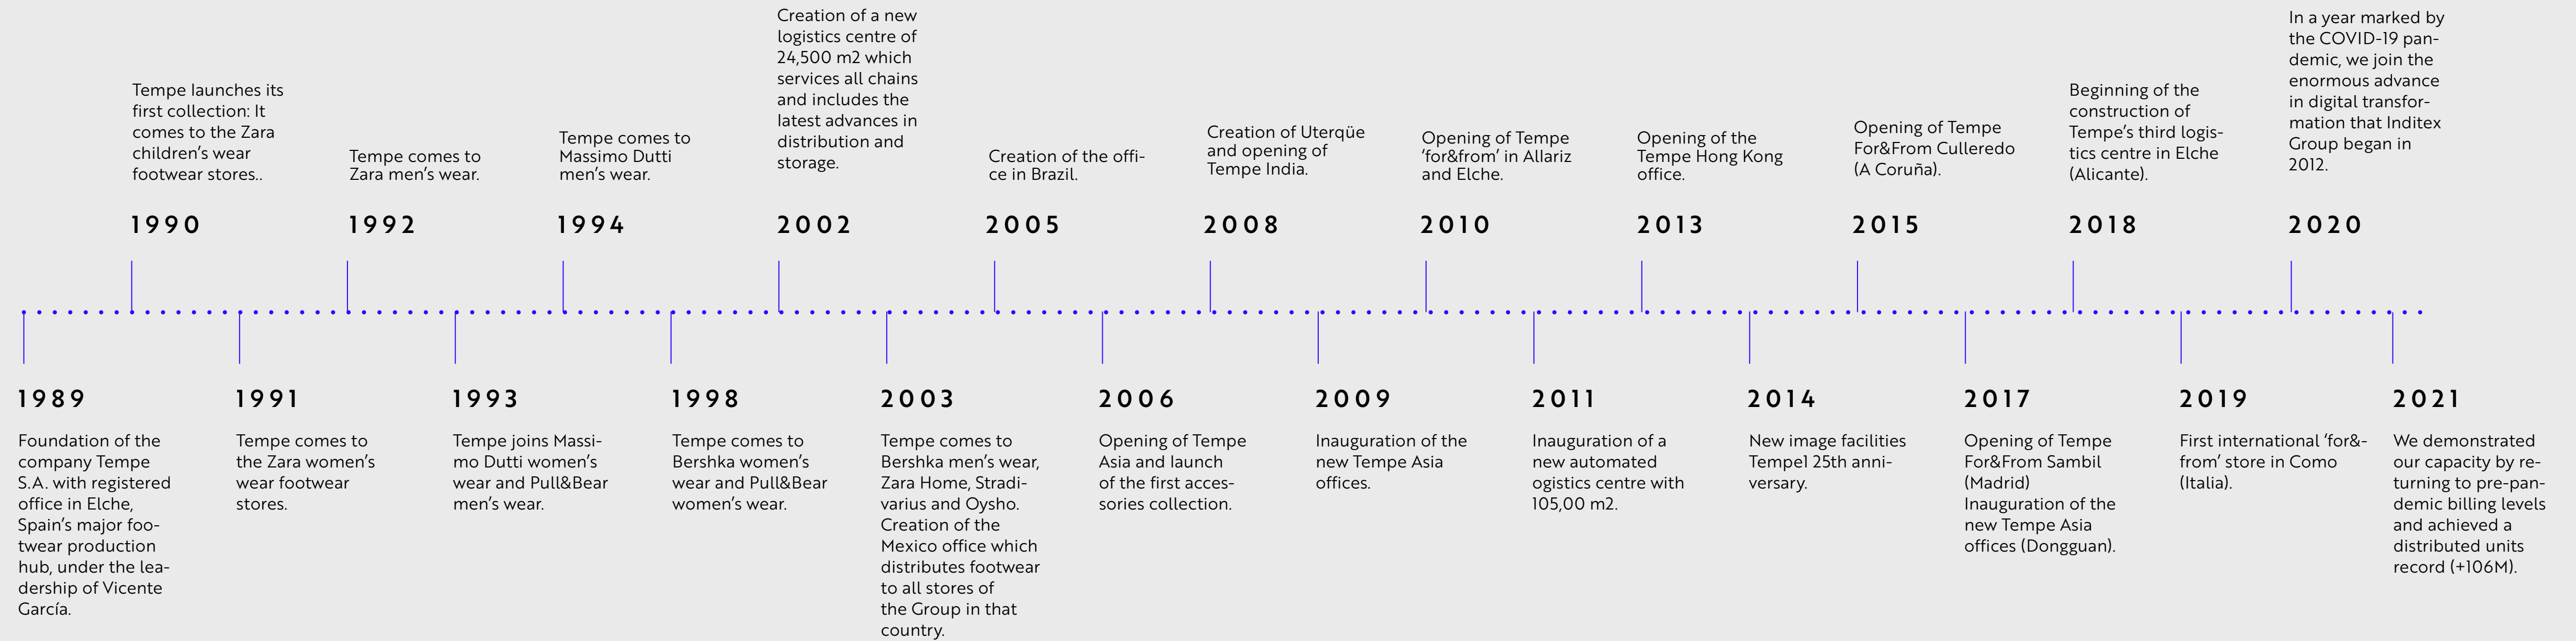 1990
Tempe launches its
first collection: It
comes to the Zara
children's wear
footwear stores..
1992
Tempe comes to
Zara men's wear.
1994
Tempe comes to
Massimo Dutti
men's wear.
2002
Creation of a new
logistics centre of
24,500 m2 which
services all chains
and includes the
latest advances in
distribution and
storage.
2005
Creation of the offi-
ce in Brazil.
2008
Creation of Uterqüe
and opening of
Tempe India.
2010
Opening of Tempe
'for&from' in Allariz
and Elche.
2013
Opening of the
Tempe Hong Kong
office.
2015
Opening of Tempe
For&From Culleredo
(A Coruña).
2018
Beginning of the
construction of
Tempe's third logis-
tics centre in Elche
(Alicante).
2020
In a year marked by
the COVID-19 pan-
demic, we join the
enormous advance
in digital transfor-
mation that Inditex
Group began in
2012.
1989
Foundation of the
company Tempe
S.A. with registered
office in Elche,
Spain's major foo-
twear production
hub, under the lea-
dership of Vicente
García.
1991
Tempe comes to
the Zara women's
wear footwear
stores.
1993
Tempe joins Massi-
mo Dutti women's
wear and Pull&Bear
men's wear.
1998
Tempe comes to
Bershka women's
wear and Pull&Bear
women's wear.
2003
Tempe comes to
Bershka men's wear,
Zara Home, Stradi-
varius and Oysho.
Creation of the
Mexico office which
distributes footwear
to all stores of
the Group in that
country.
2006
Opening of Tempe
Asia and launch
of the first acces-
sories collection.
2009
Inauguration of the
new Tempe Asia
offices.
2011
Inauguration of a
new automated
ogistics centre with
105,00 m2.
2014
New image facilities
Tempe1 25th anni-
versary.
2017
Opening of Tempe
For&From Sambil
(Madrid)
Inauguration of the
new Tempe Asia
offices (Dongguan).
2019
First international 'for&-
from' store in Como
(Italia).
2021
We demonstrated
our capacity by re-
turning to pre-pan-
demic billing levels
and achieved a
distributed units
record (+106M).